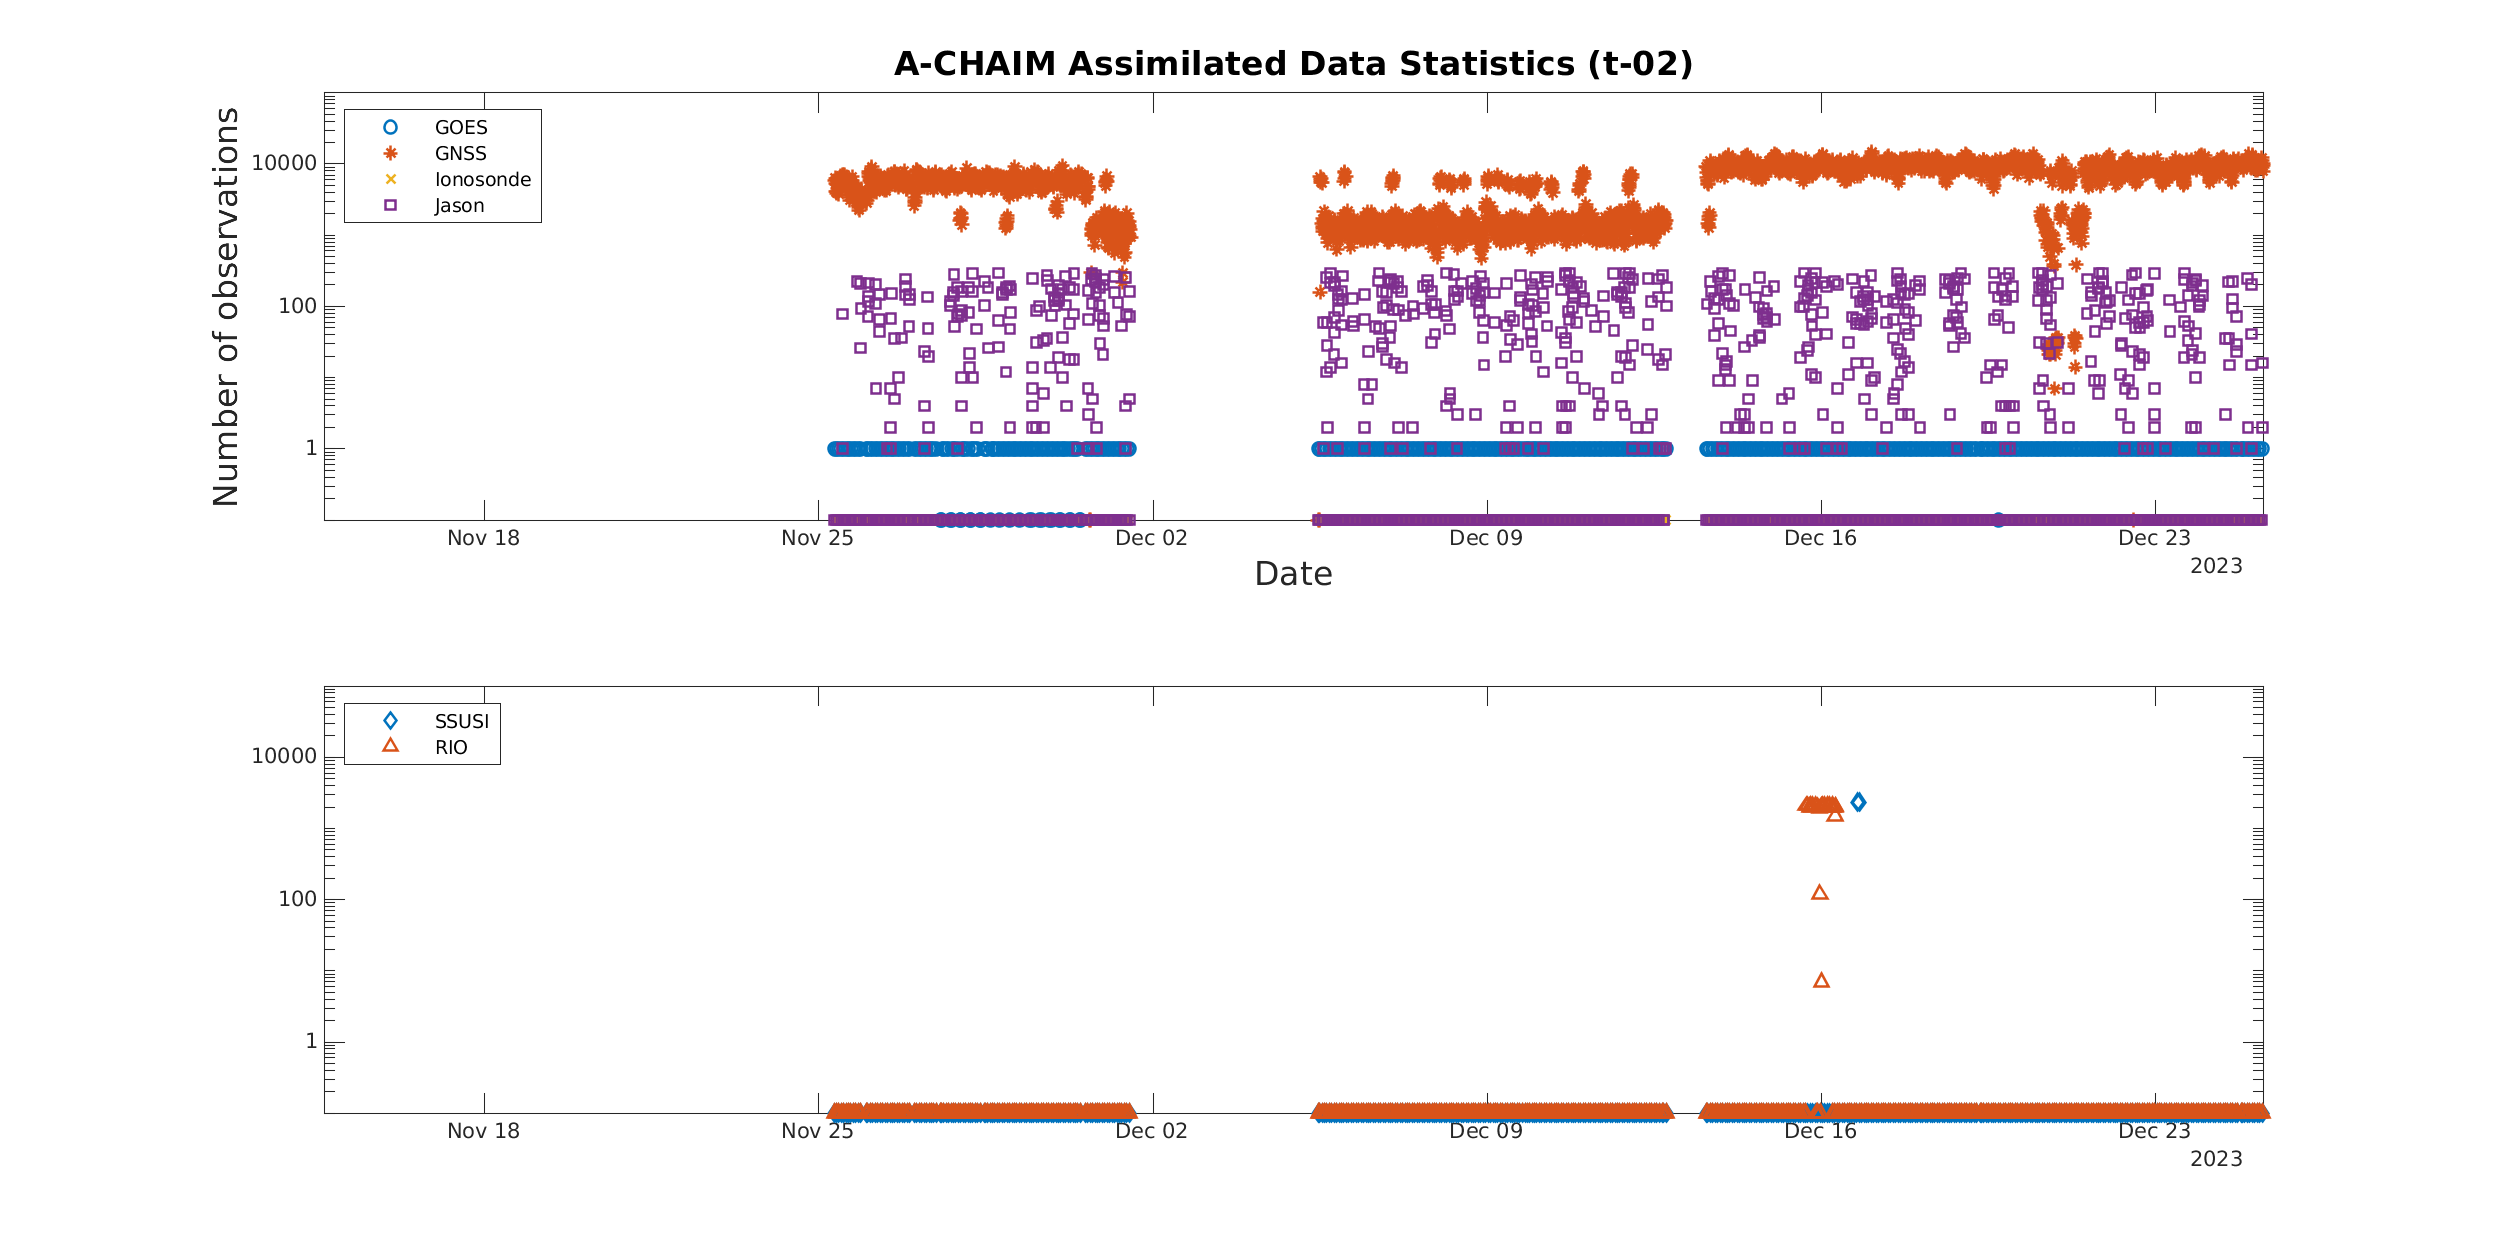 A-CHAIM Assimilated Data Statistics (t-02)
Number of observations
10000
100
1
GOES
GNSS
Ionosonde
Jason
Nov 18 Nov 25 Dec 02 Dec 09 Dec 16 Dec 23
2023
Date
10000
100
1
SSUSI
RIO
Nov 18 Nov 25 Dec 02 Dec 09 Dec 16 Dec 23
2023